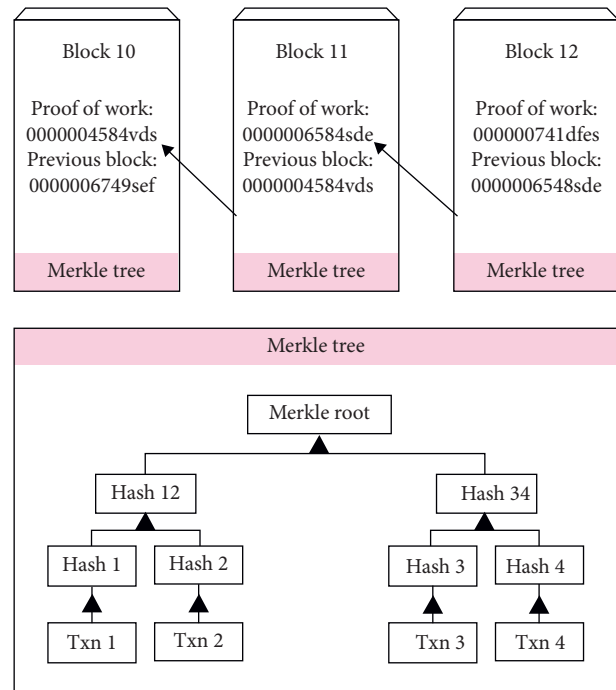 Block 10
Proof of work:
0000004584vds
Previous block:
0000006749sef
Merkle tree
Block 11
Proof of work:
0000006584sde
Previous block:
0000004584vds
Merkle tree
Block 12
Proof of work:
000000741dfes
Previous block:
0000006548sde
Merkle tree
Merkle tree
Merkle root
Hash 12
Hash 34
Hash 1
Hash 2
Hash 3
Hash 4
Txn 1
Txn 2
Txn 3
Txn 4